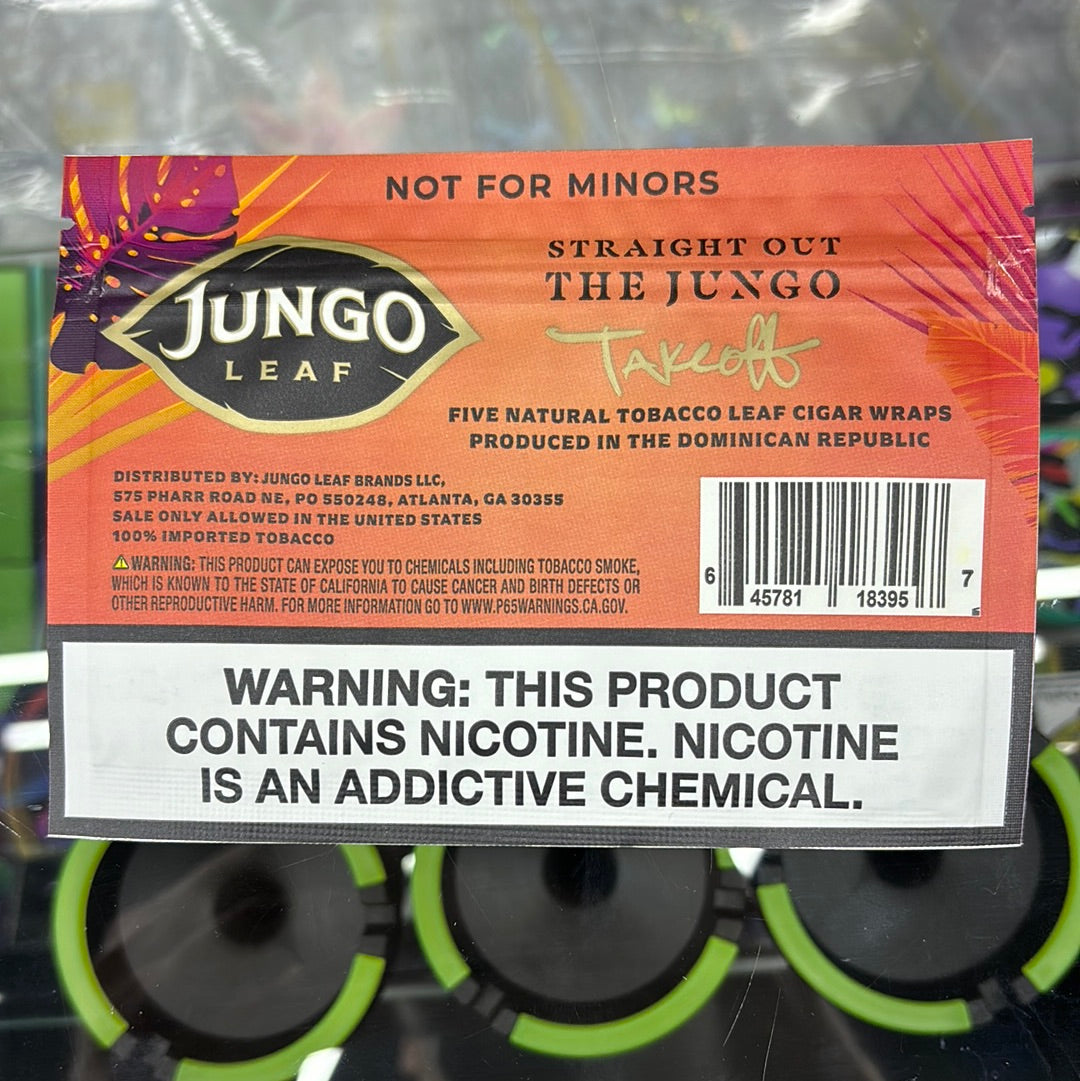 NOT FOR MINORS
JUNGO
LEAF
STRAIGHT OUT
THE JUNGO
Takeoff
FIVE NATURAL TOBACCO LEAF CIGAR WRAPS
PRODUCED IN THE DOMINICAN REPUBLIC
DISTRIBUTED BY: JUNGO LEAF BRANDS LLC,
575 PHARR ROAD NE, PO 550248, ATLANTA, GA 30355
SALE ONLY ALLOWED IN THE UNITED STATES
100% IMPORTED TOBACCO
WARNING: THIS PRODUCT CAN EXPOSE YOU TO CHEMICALS INCLUDING TOBACCO SMOKE,
WHICH IS KNOWN TO THE STATE OF CALIFORNIA TO CAUSE CANCER AND BIRTH DEFECTS OR
OTHER REPRODUCTIVE HARM. FOR MORE INFORMATION GO TO WWW.P65WARNINGS.CA.GOV.
6 45781 18395 7
WARNING: THIS PRODUCT
CONTAINS NICOTINE. NICOTINE
IS AN ADDICTIVE CHEMICAL.